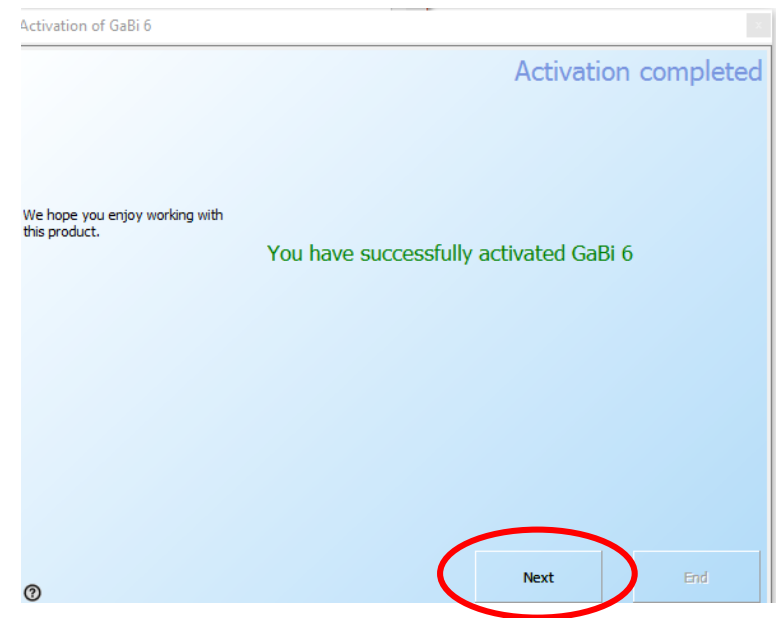 Activation of GaBi 6
x
Activation completed
We hope you enjoy working with
this product.
You have successfully activated GaBi 6
Next
End
?